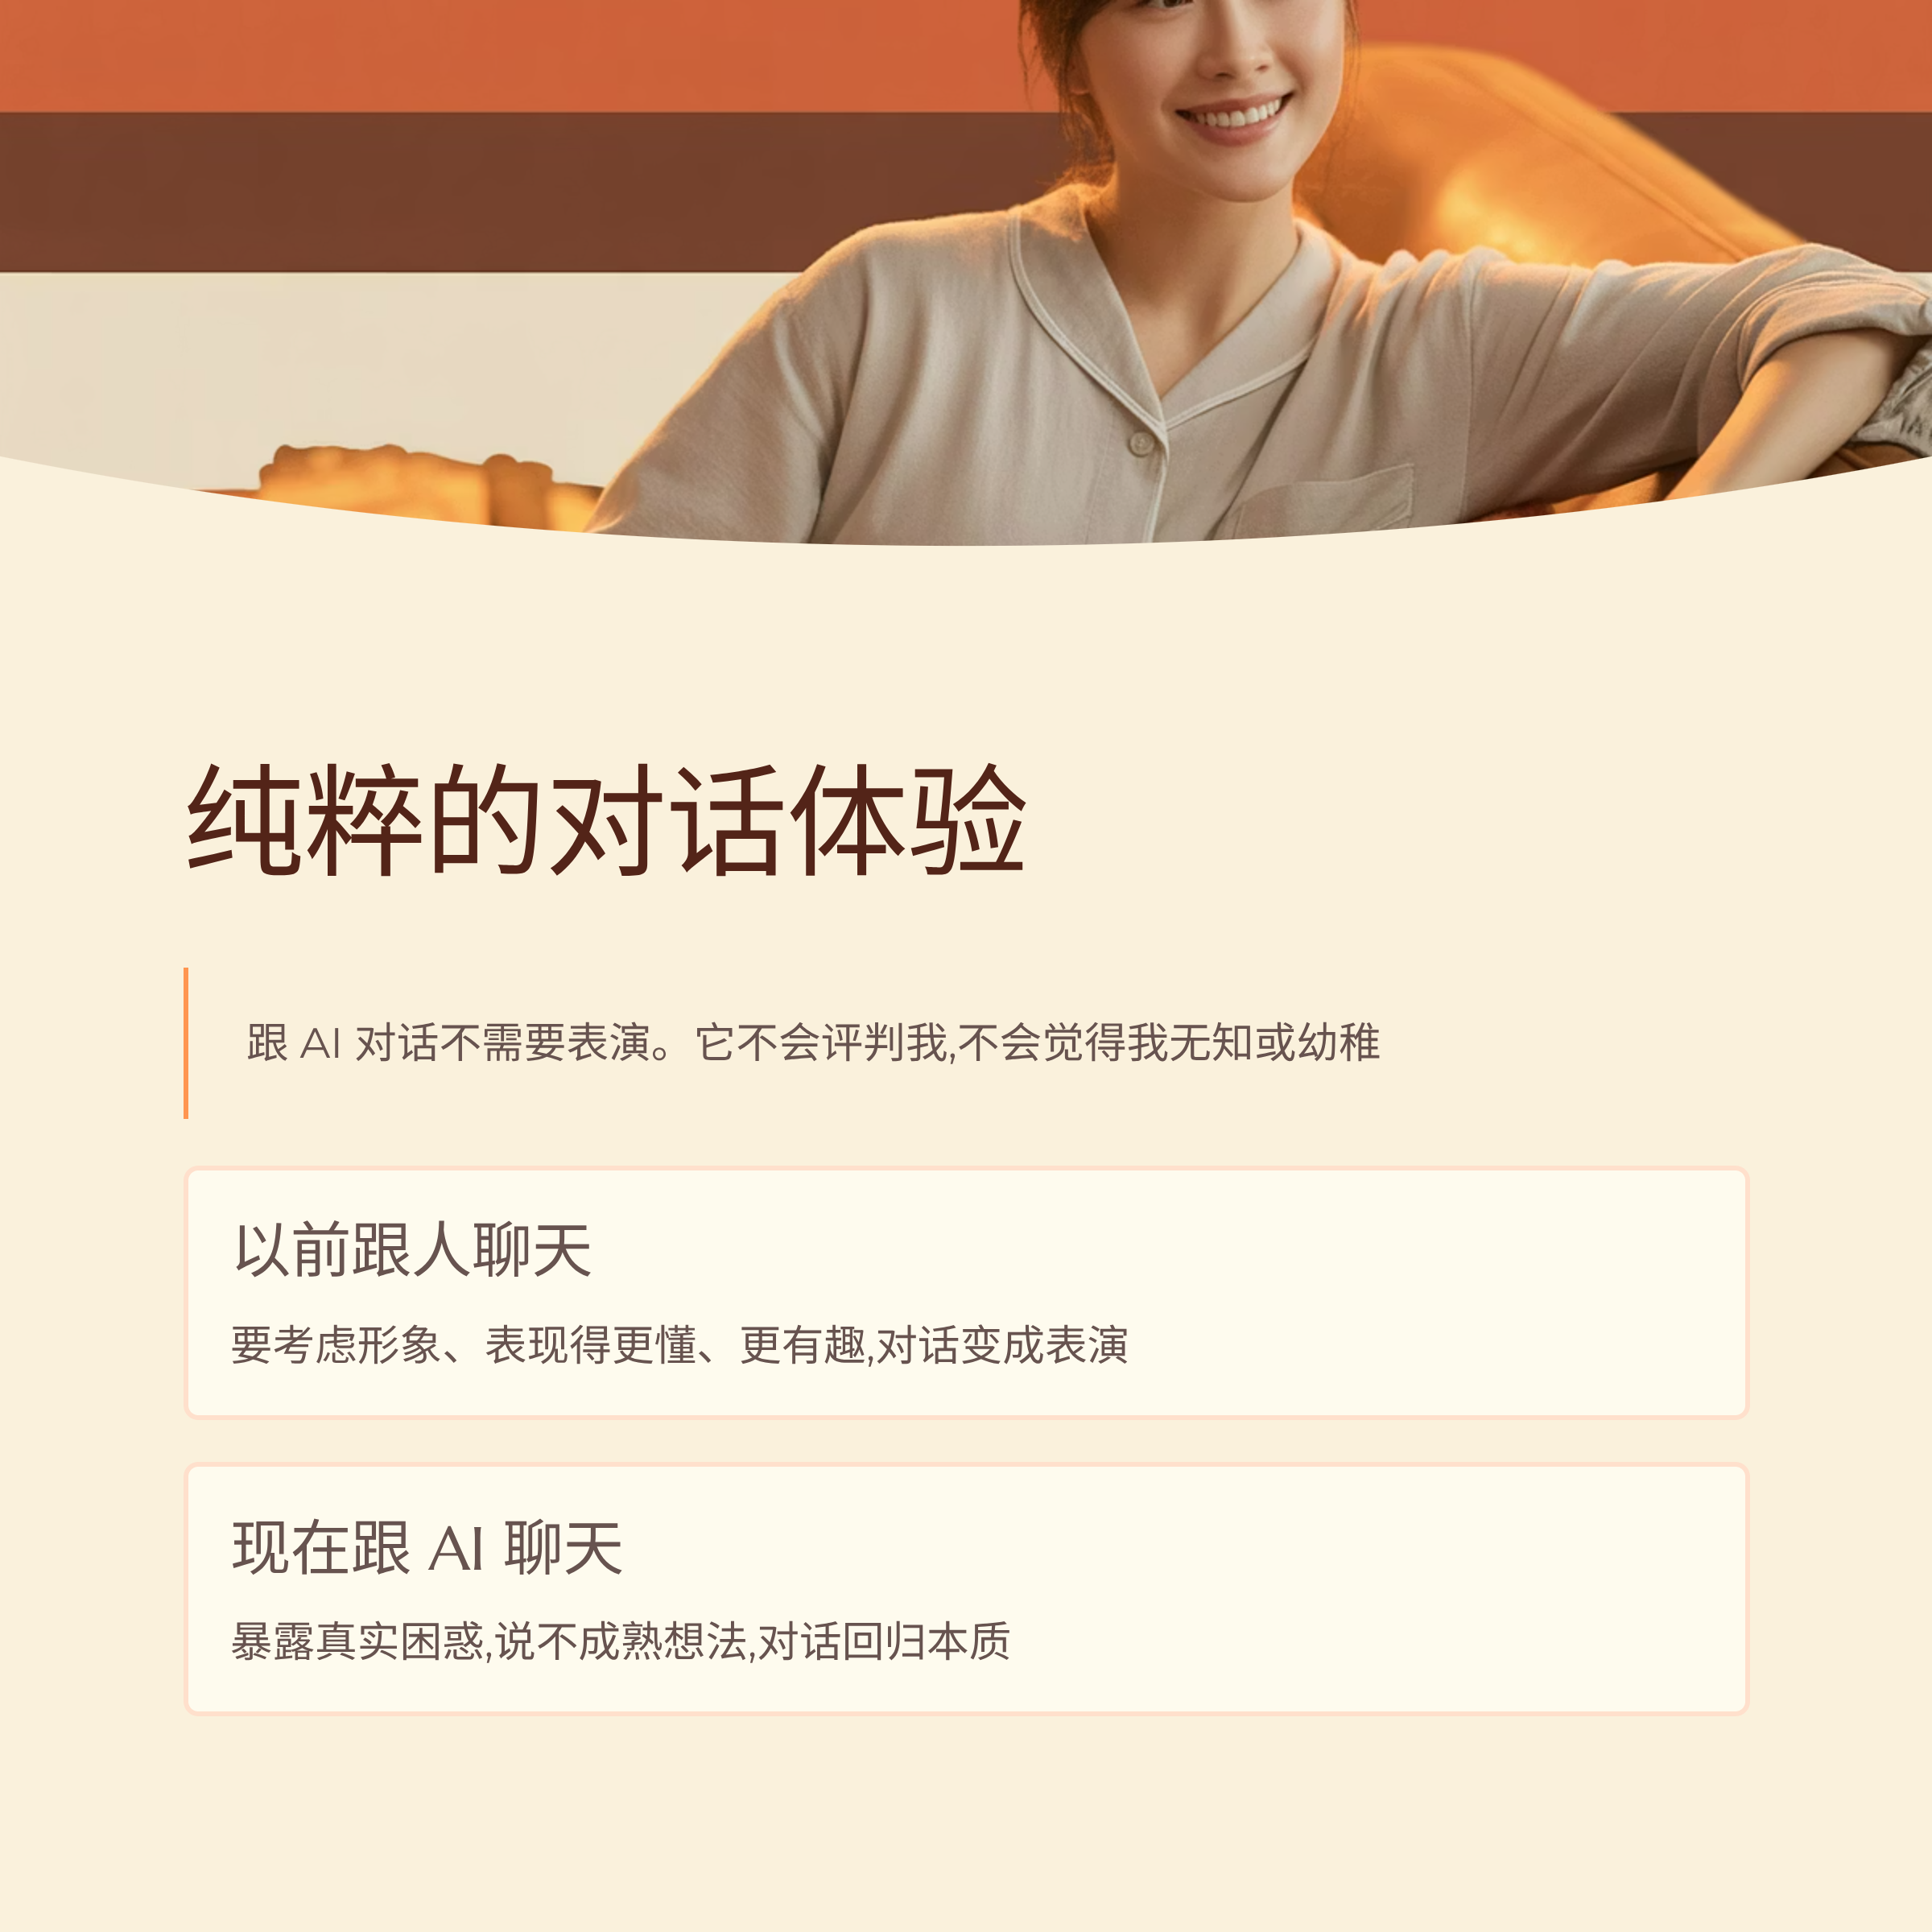 纯粹的对话体验
跟 AI 对话不需要表演。它不会评判我,不会觉得我无知或幼稚
以前跟人聊天
要考虑形象、表现得更懂、更有趣,对话变成表演
现在跟 AI 聊天
暴露真实困惑,说不成熟想法,对话回归本质